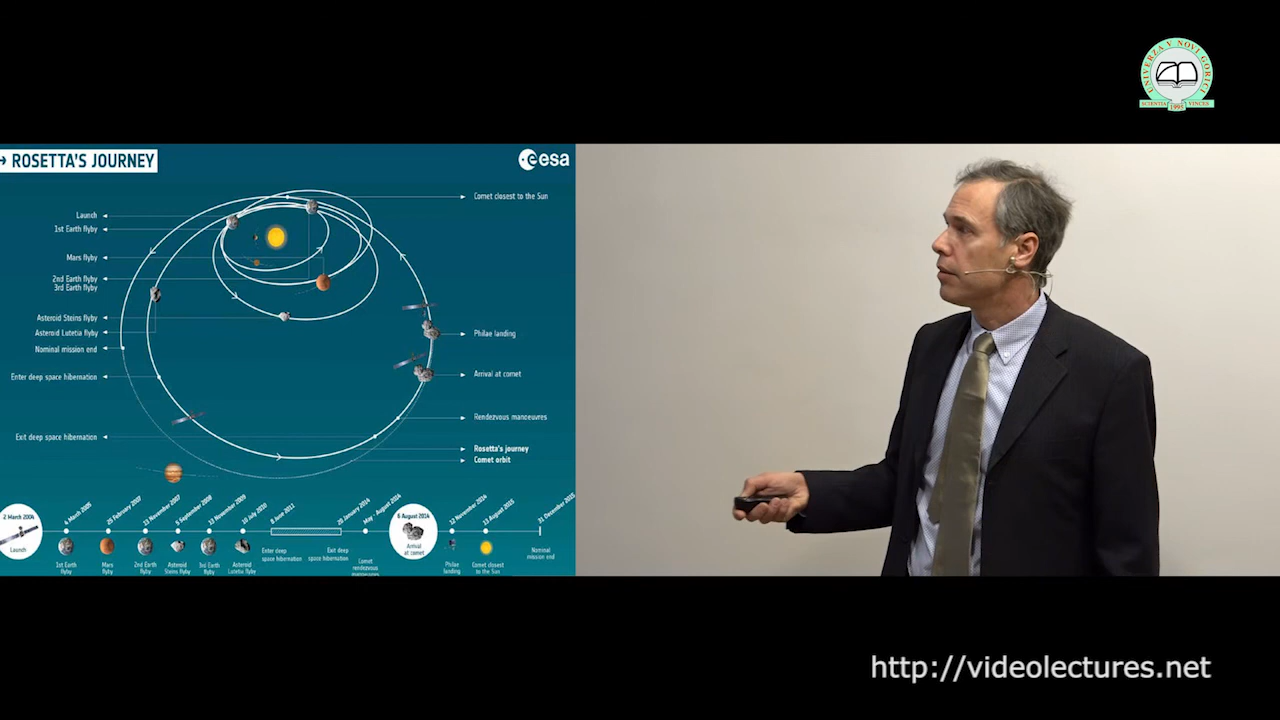 UNIVERZA V NOVI GORICI
SCIENTIA VINCES
1995
→ ROSETTA'S JOURNEY
esa
Comet closest to the Sun
Launch
1st Earth flyby
Mars flyby
2nd Earth flyby
3rd Earth flyby
Asteroid Steins flyby
Asteroid Lutetia flyby
Nominal mission end
Philae landing
Enter deep space hibernation
Arrival at comet
Rendezvous manoeuvres
Exit deep space hibernation
Rosetta's journey
Comet orbit
2 March 2004
4 March 2005
25 February 2007
13 November 2007
5 September 2008
13 November 2009
10 July 2010
8 June 2011
20 January 2014
May - August 2014
6 August 2014
12 November 2014
13 August 2015
31 December 2015
Launch
1st Earth
flyby
Mars
flyby
2nd Earth
flyby
Asteroid
Steins flyby
3rd Earth
flyby
Asteroid
Lutetia flyby
Enter deep
space hibernation
Exit deep
space hibernation
Comet
rendezvous
manoeuvres
Arrival
at comet
Philae
landing
Comet closest
to the Sun
Nominal
mission end
http://videolectures.net